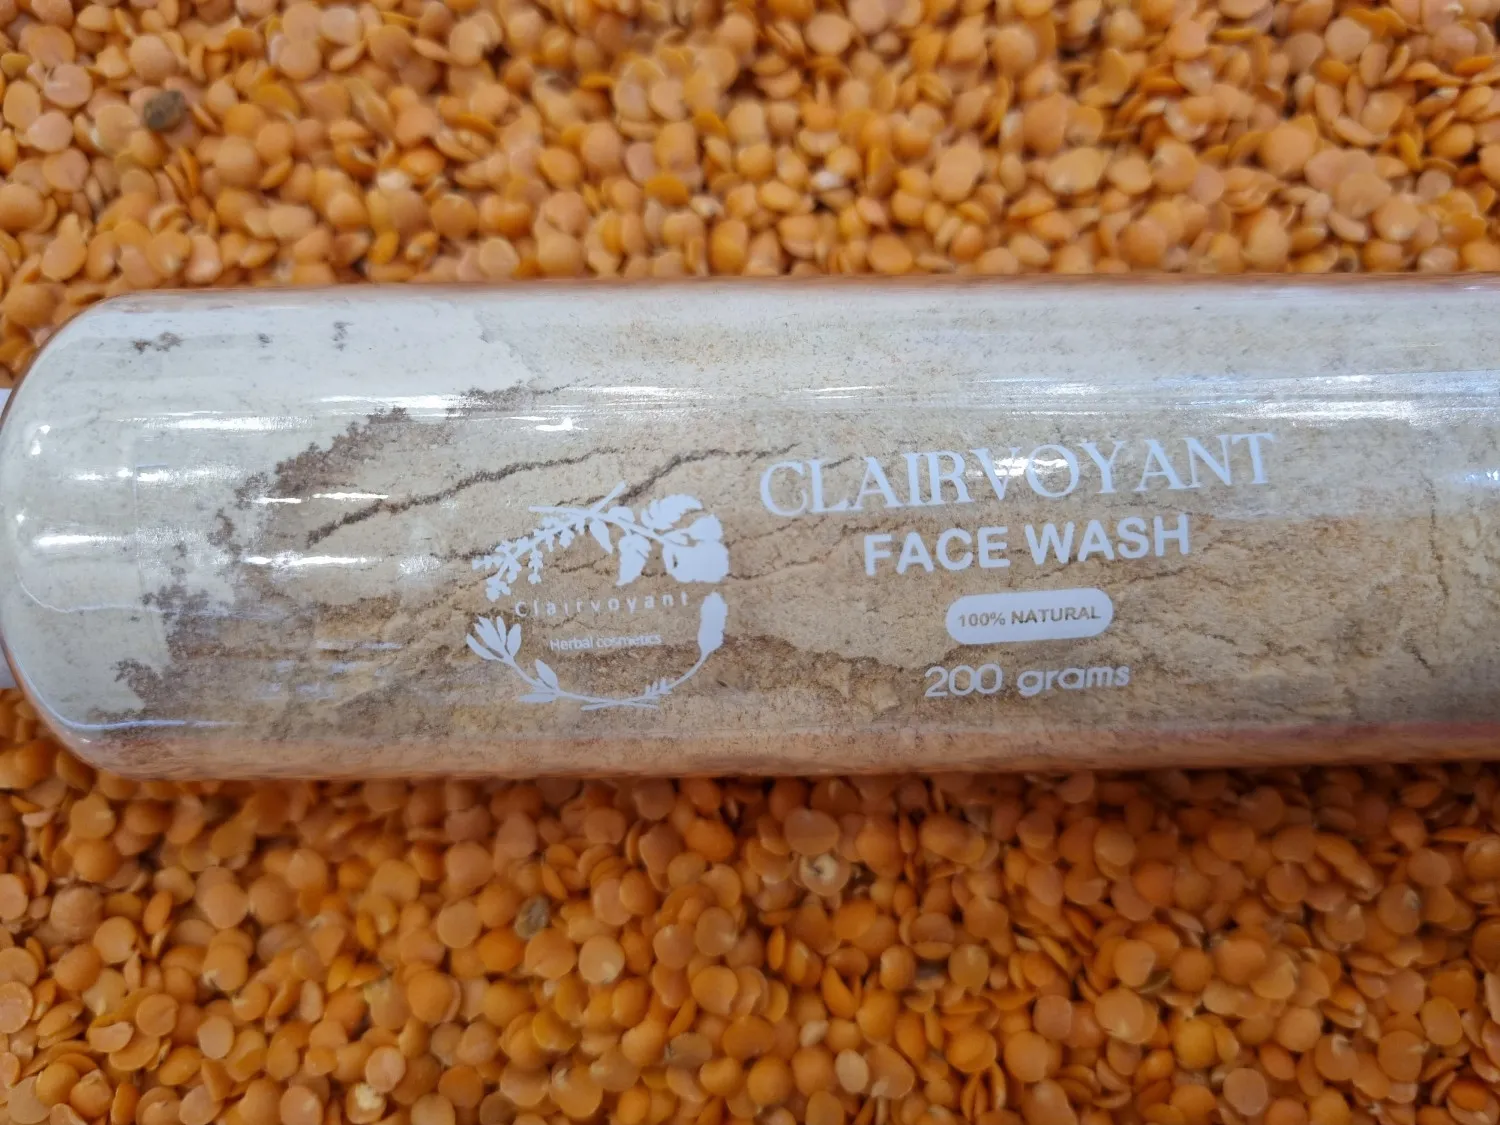 CLAIRVOYANT
FACE WASH
100% NATURAL
200 grams
Clairvoyant
Herbal cosmetics